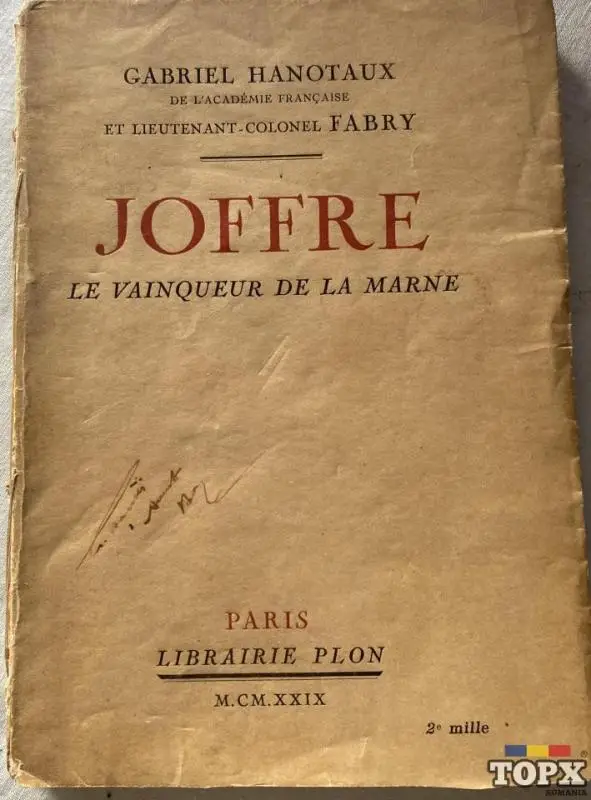 GABRIEL HANOTAUX
DE L'ACADÉMIE FRANÇAISE
ET LIEUTENANT-COLONEL FABRY
JOFFRE
LE VAINQUEUR DE LA MARNE
PARIS
LIBRAIRIE PLON
M.CM.XXIX
2e mille
TOPX®
ROMANIA